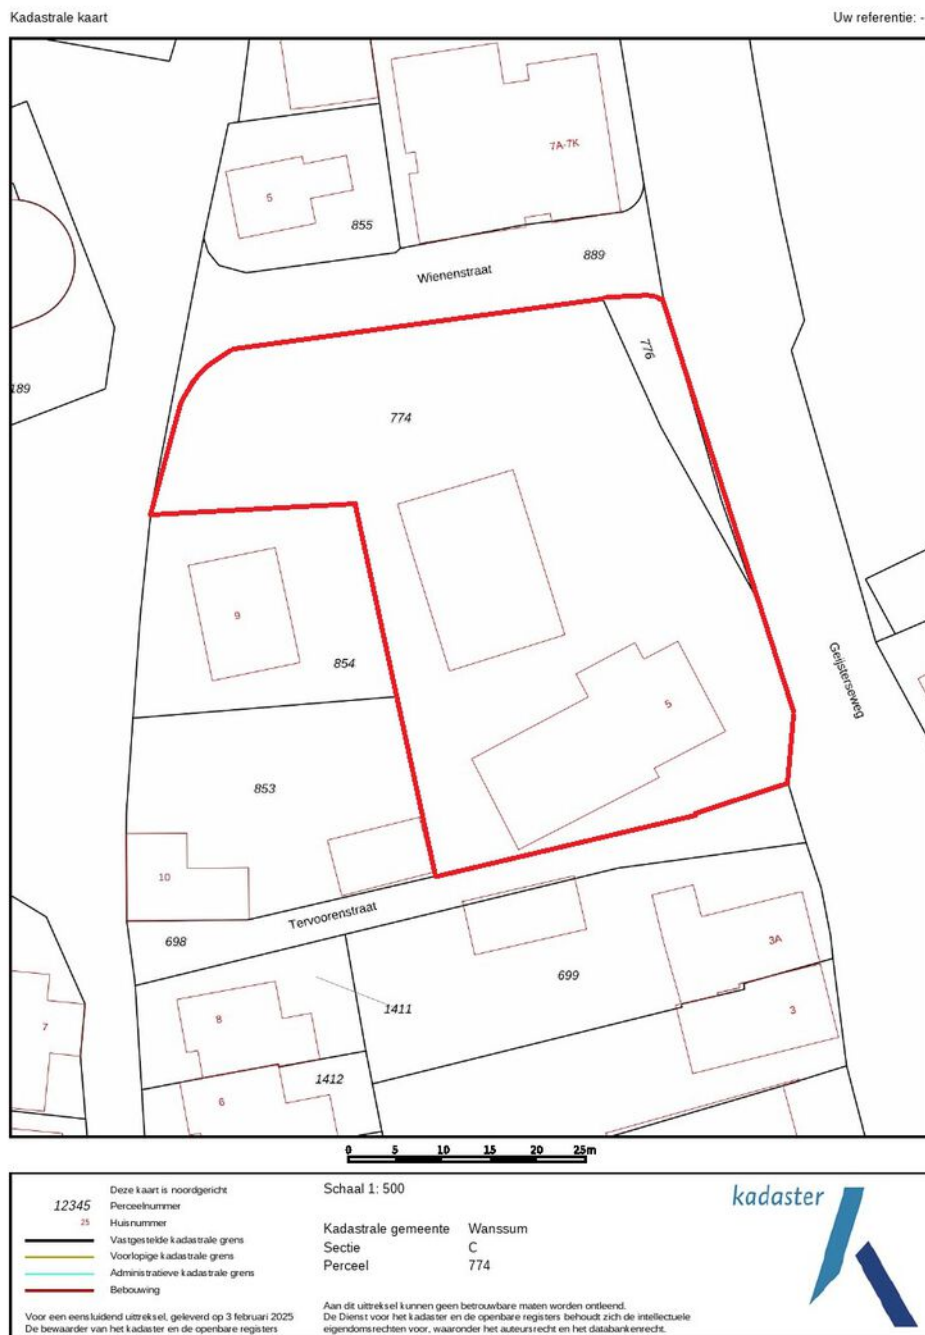 Kadastrale kaart
Uw referentie: -
7A-7K
5
855
889
Wienenstraat
776
189
774
9
854
5
Geijsterseweg
853
10
Tervoorenstraat
698
699
3A
1411
8
3
7
1412
6
0 5 10 15 20 25m
Deze kaart is noordgericht
12345 Perceelnummer
25 Huisnummer
Vastgestelde kadastrale grens
Voorlopige kadastrale grens
Administratieve kadastrale grens
Bebouwing
Voor een eensluidend uittreksel, geleverd op 3 februari 2025
De bewaarder van het kadaster en de openbare registers
Schaal 1: 500
Kadastrale gemeente Wanssum
Sectie C
Perceel 774
Aan dit uittreksel kunnen geen betrouwbare maten worden ontleend.
De Dienst voor het kadaster en de openbare registers behoudt zich de intellectuele
eigendomsrechten voor, waaronder het auteursrecht en het databankenrecht.
kadaster